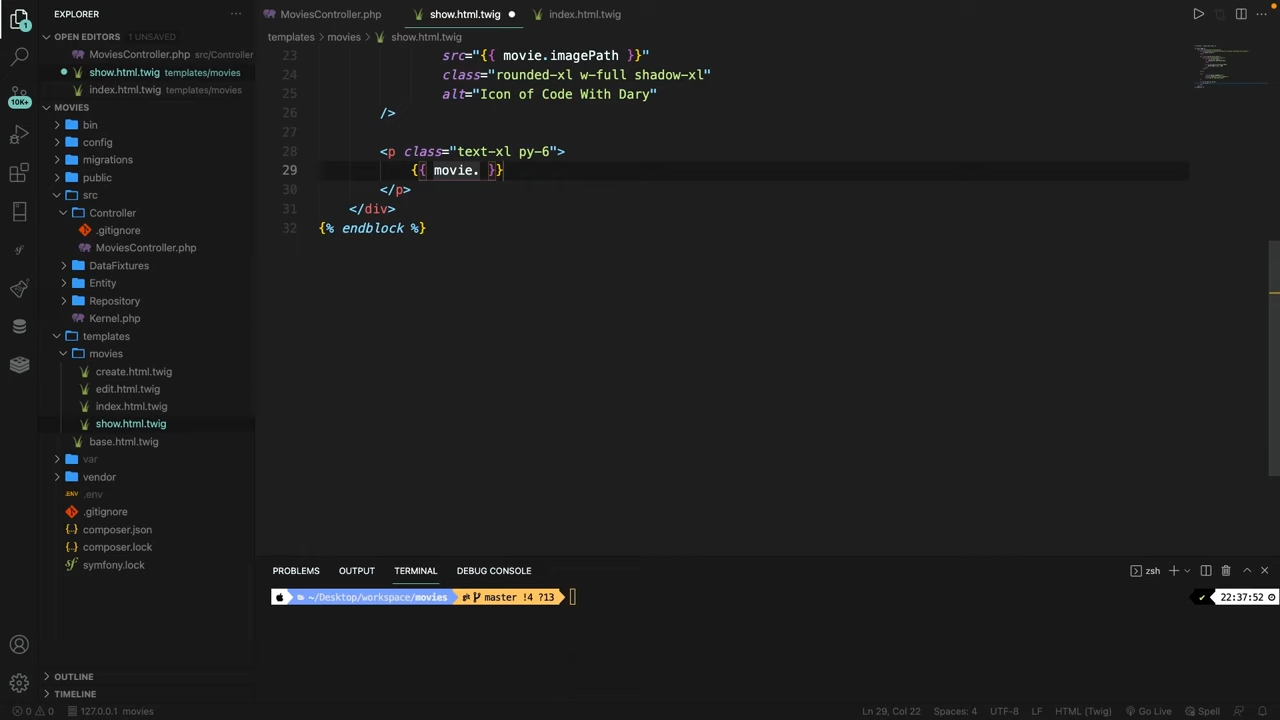 EXPLORER
OPEN EDITORS 1 UNSAVED
MoviesController.php src/Controller
show.html.twig templates/movies
index.html.twig templates/movies
MOVIES
bin
config
migrations
public
src
Controller
.gitignore
MoviesController.php
DataFixtures
Entity
Repository
Kernel.php
templates
movies
create.html.twig
edit.html.twig
index.html.twig
show.html.twig
base.html.twig
var
vendor
.env
.gitignore
composer.json
composer.lock
symfony.lock
OUTLINE
TIMELINE
1
10K+
MoviesController.php
show.html.twig
index.html.twig
templates > movies > show.html.twig
23 src="{{ movie.imagePath }}"
24 class="rounded-xl w-full shadow-xl"
25 alt="Icon of Code With Dary"
26 />
27
28 <p class="text-xl py-6">
29 {{ movie. }}
30 </p>
31 </div>
32 {% endblock %}
PROBLEMS OUTPUT TERMINAL DEBUG CONSOLE
zsh
~/Desktop/workspace/movies master !4 ?13
22:37:52
0 0 127.0.0.1 movies
Ln 29, Col 22 Spaces: 4 UTF-8 LF HTML (Twig) Go Live Spell